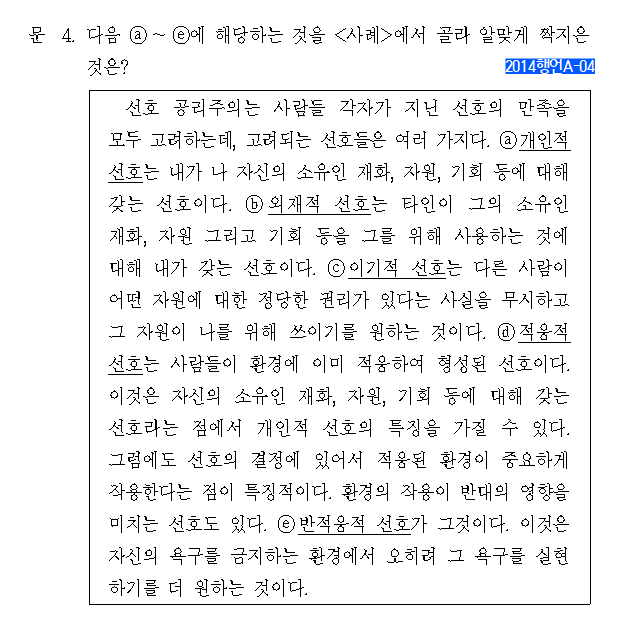 문 4. 다음 ⓐ ~ ⓔ에 해당하는 것을 <사례>에서 골라 알맞게 짝지은
것은?
2014행언A-04
선호 공리주의는 사람들 각자가 지닌 선호의 만족을
모두 고려하는데, 고려되는 선호들은 여러 가지다. ⓐ개인적
선호는 내가 나 자신의 소유인 재화, 자원, 기회 등에 대해
갖는 선호이다. ⓑ외재적 선호는 타인이 그의 소유인
재화, 자원 그리고 기회 등을 그를 위해 사용하는 것에
대해 내가 갖는 선호이다. ⓒ이기적 선호는 다른 사람이
어떤 자원에 대한 정당한 권리가 있다는 사실을 무시하고
그 자원이 나를 위해 쓰이기를 원하는 것이다. ⓓ적응적
선호는 사람들이 환경에 이미 적응하여 형성된 선호이다.
이것은 자신의 소유인 재화, 자원, 기회 등에 대해 갖는
선호라는 점에서 개인적 선호의 특징을 가질 수 있다.
그럼에도 선호의 결정에 있어서 적응된 환경이 중요하게
작용한다는 점이 특징적이다. 환경의 작용이 반대의 영향을
미치는 선호도 있다. ⓔ반적응적 선호가 그것이다. 이것은
자신의 욕구를 금지하는 환경에서 오히려 그 욕구를 실현
하기를 더 원하는 것이다.